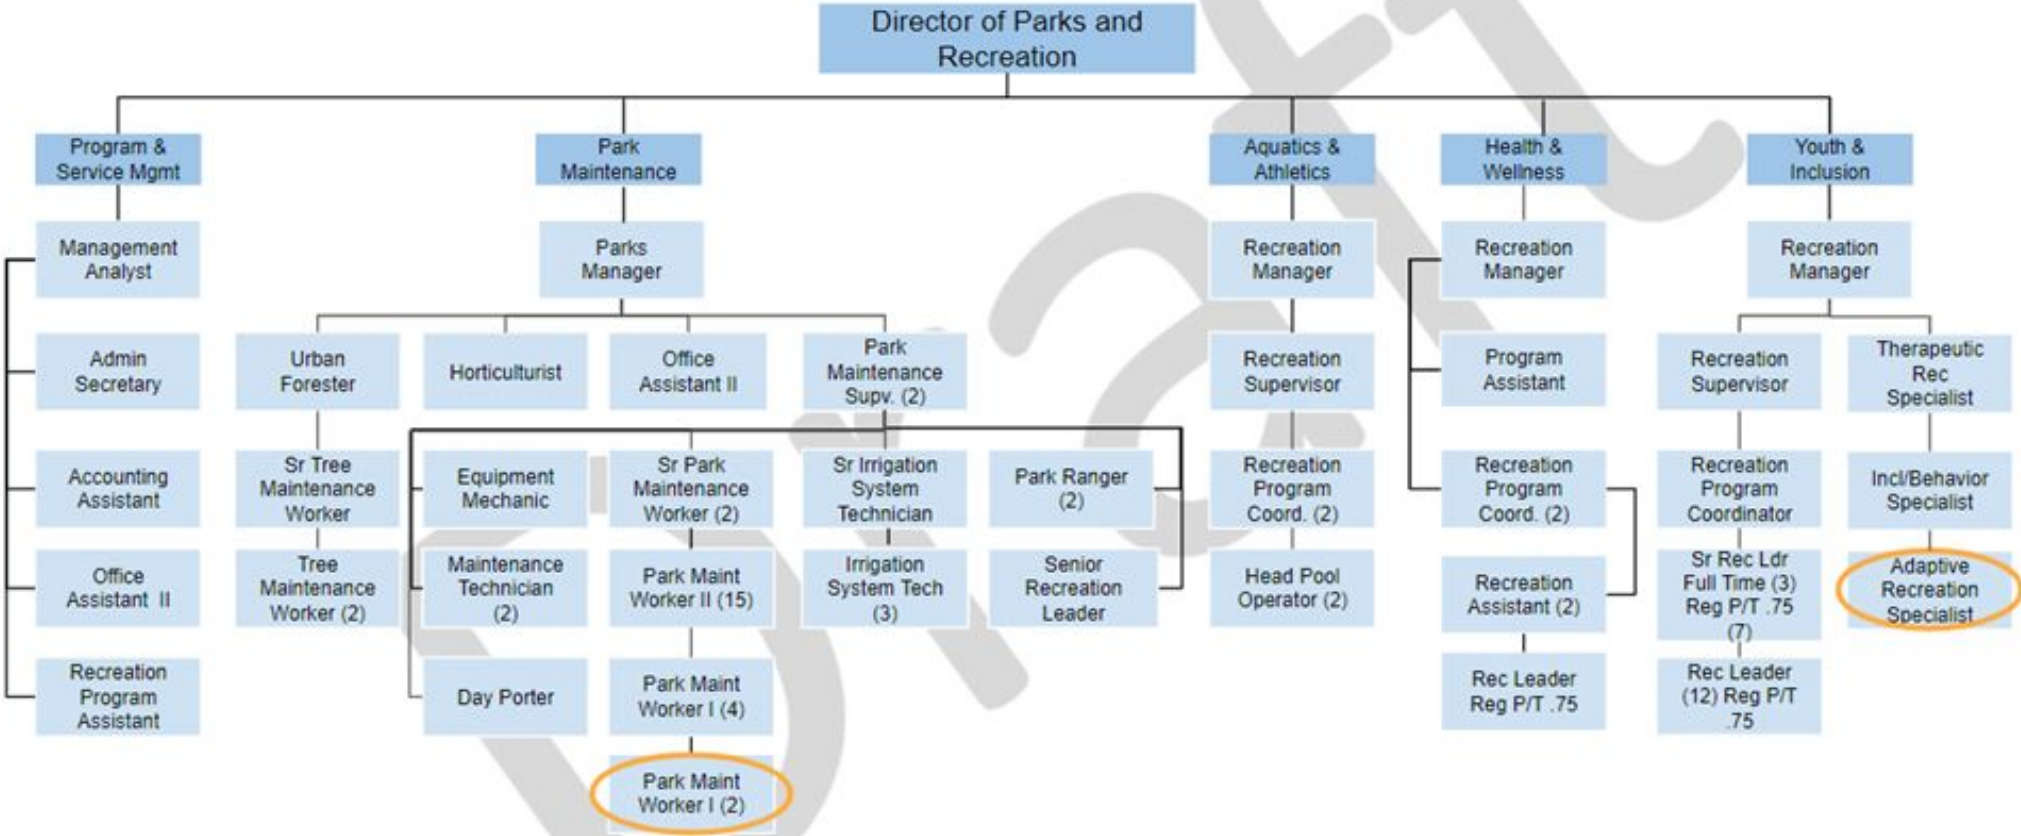 Director of Parks and
Recreation
Program &
Service Mgmt
Park
Maintenance
Aquatics &
Athletics
Health &
Wellness
Youth &
Inclusion
Management
Analyst
Parks
Manager
Recreation
Manager
Recreation
Manager
Recreation
Manager
Admin
Secretary
Urban
Forester
Horticulturist
Office
Assistant II
Park
Maintenance
Supv. (2)
Recreation
Supervisor
Program
Assistant
Recreation
Supervisor
Therapeutic
Rec
Specialist
Accounting
Assistant
Sr Tree
Maintenance
Worker
Equipment
Mechanic
Sr Park
Maintenance
Worker (2)
Sr Irrigation
System
Technician
Park Ranger
(2)
Recreation
Program
Coord. (2)
Recreation
Program
Coord. (2)
Recreation
Program
Coordinator
Incl/Behavior
Specialist
Office
Assistant II
Tree
Maintenance
Worker (2)
Maintenance
Technician
(2)
Park Maint
Worker II (15)
Irrigation
System Tech
(3)
Senior
Recreation
Leader
Head Pool
Operator (2)
Recreation
Assistant (2)
Sr Rec Ldr
Full Time (3)
Reg P/T .75
(7)
Adaptive
Recreation
Specialist
Recreation
Program
Assistant
Day Porter
Park Maint
Worker I (4)
Rec Leader
Reg P/T .75
Rec Leader
(12) Reg P/T
.75
Park Maint
Worker I (2)
Draft